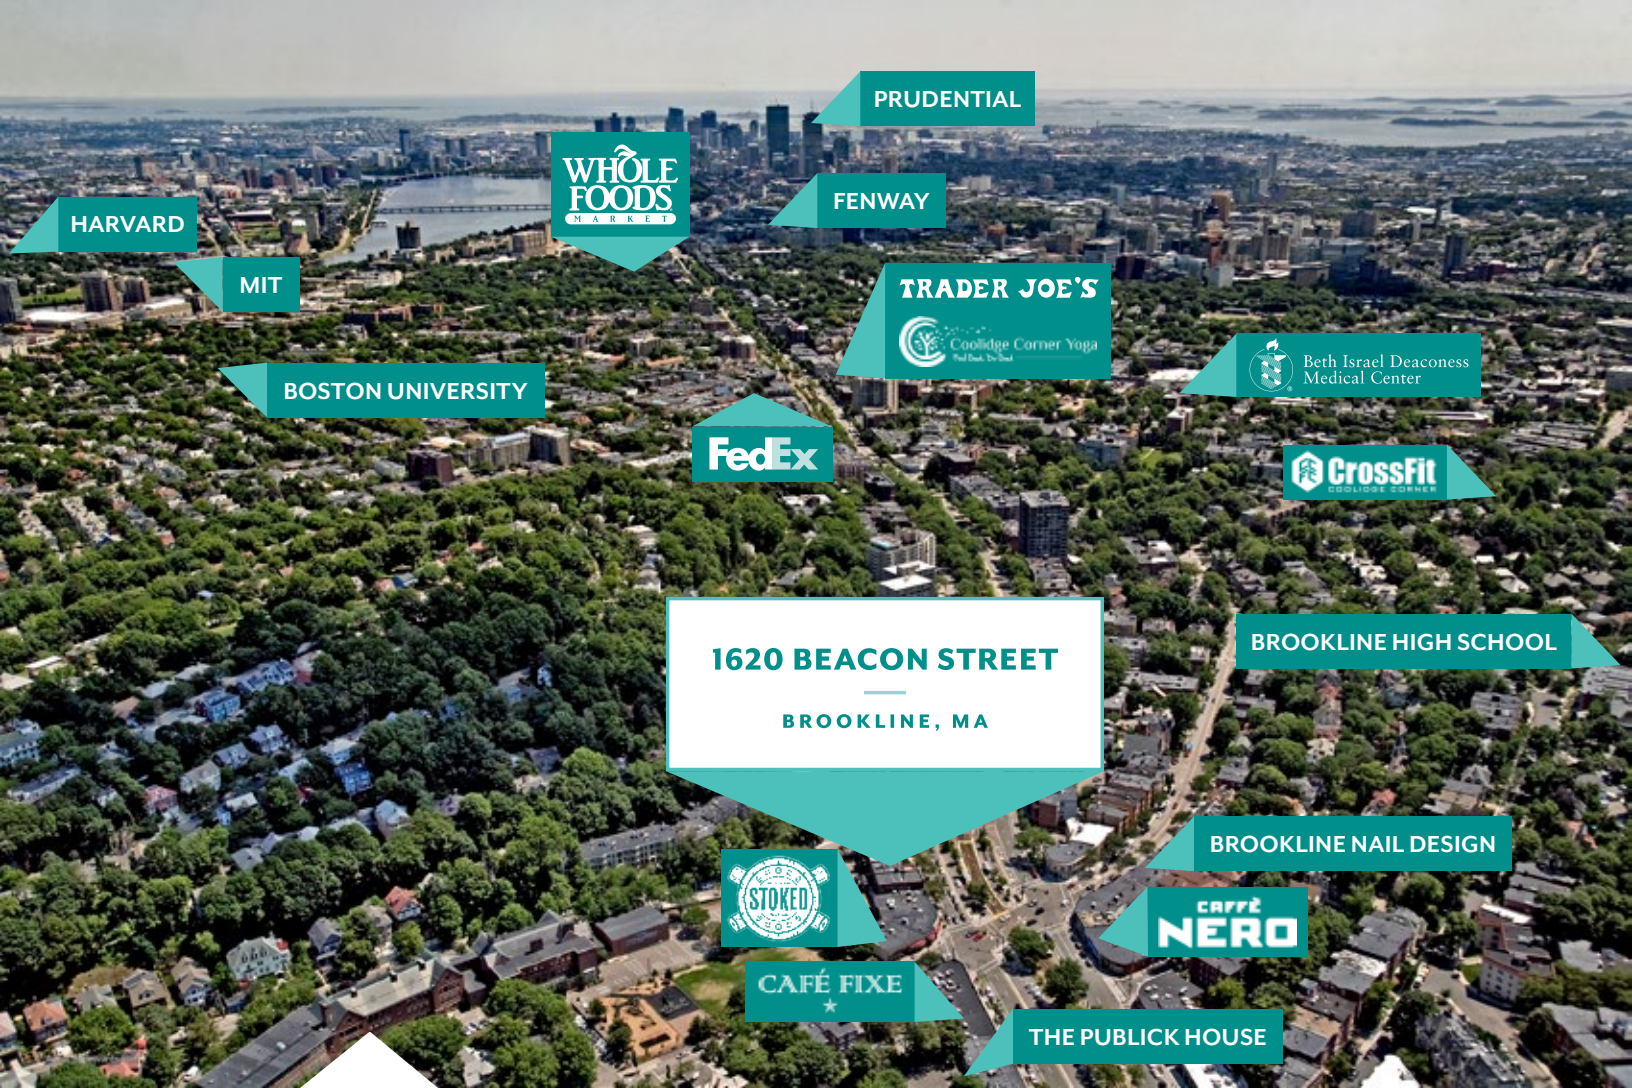 PRUDENTIAL
WHOLE
FOODS
MARKET
FENWAY
HARVARD
MIT
TRADER JOE'S
Coolidge Corner Yoga
Beth Israel Deaconess
Medical Center
BOSTON UNIVERSITY
FedEx
CrossFit
COOLIDGE CORNER
1620 BEACON STREET
BROOKLINE, MA
BROOKLINE HIGH SCHOOL
BROOKLINE NAIL DESIGN
STOKED
CAFFÈ
NERO
CAFÉ FIXE
THE PUBLICK HOUSE